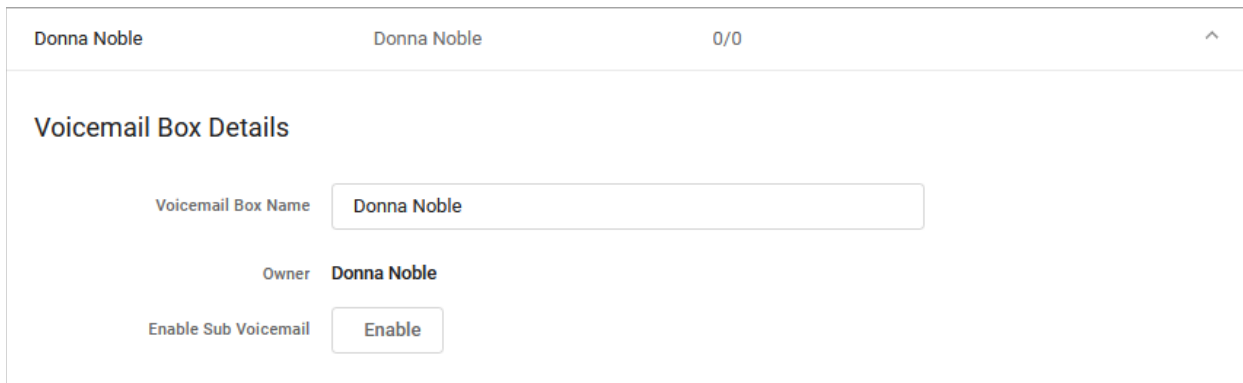 Donna Noble Donna Noble 0/0
Voicemail Box Details
Voicemail Box Name Donna Noble
Owner Donna Noble
Enable Sub Voicemail Enable